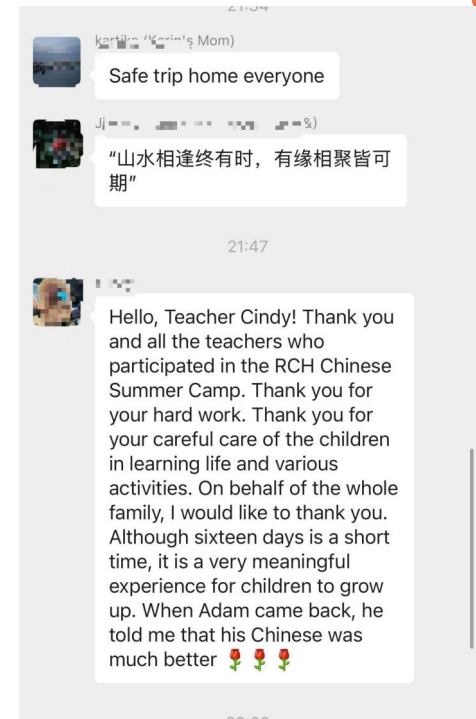 Mom)
Safe trip home everyone
“山水相逢终有时，有缘相聚皆可
期”
21:47
Hello, Teacher Cindy! Thank you
and all the teachers who
participated in the RCH Chinese
Summer Camp. Thank you for
your hard work. Thank you for
your careful care of the children
in learning life and various
activities. On behalf of the whole
family, I would like to thank you.
Although sixteen days is a short
time, it is a very meaningful
experience for children to grow
up. When Adam came back, he
told me that his Chinese was
much better 🌹🌹🌹